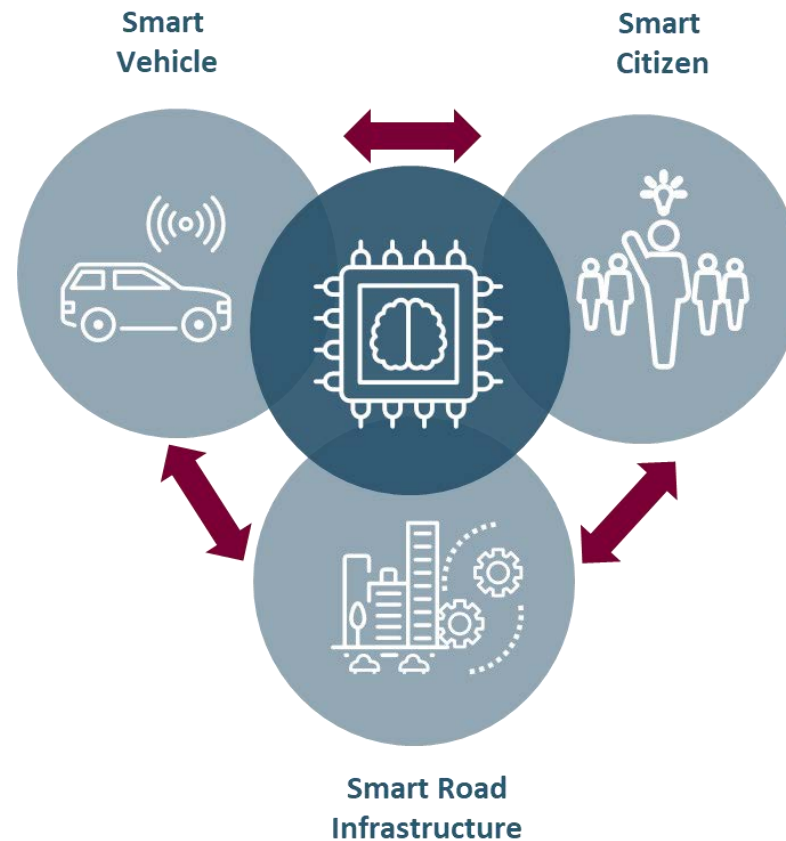 Smart
Vehicle
Smart
Citizen
Smart Road
Infrastructure